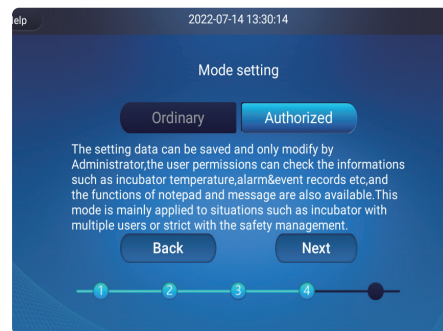 elp
2022-07-14 13:30:14
Mode setting
Ordinary Authorized
The setting data can be saved and only modify by
Administrator,the user permissions can check the informations
such as incubator temperature,alarm&event records etc,and
the functions of notepad and message are also available.This
mode is mainly applied to situations such as incubator with
multiple users or strict with the safety management.
Back Next
1 2 3 4